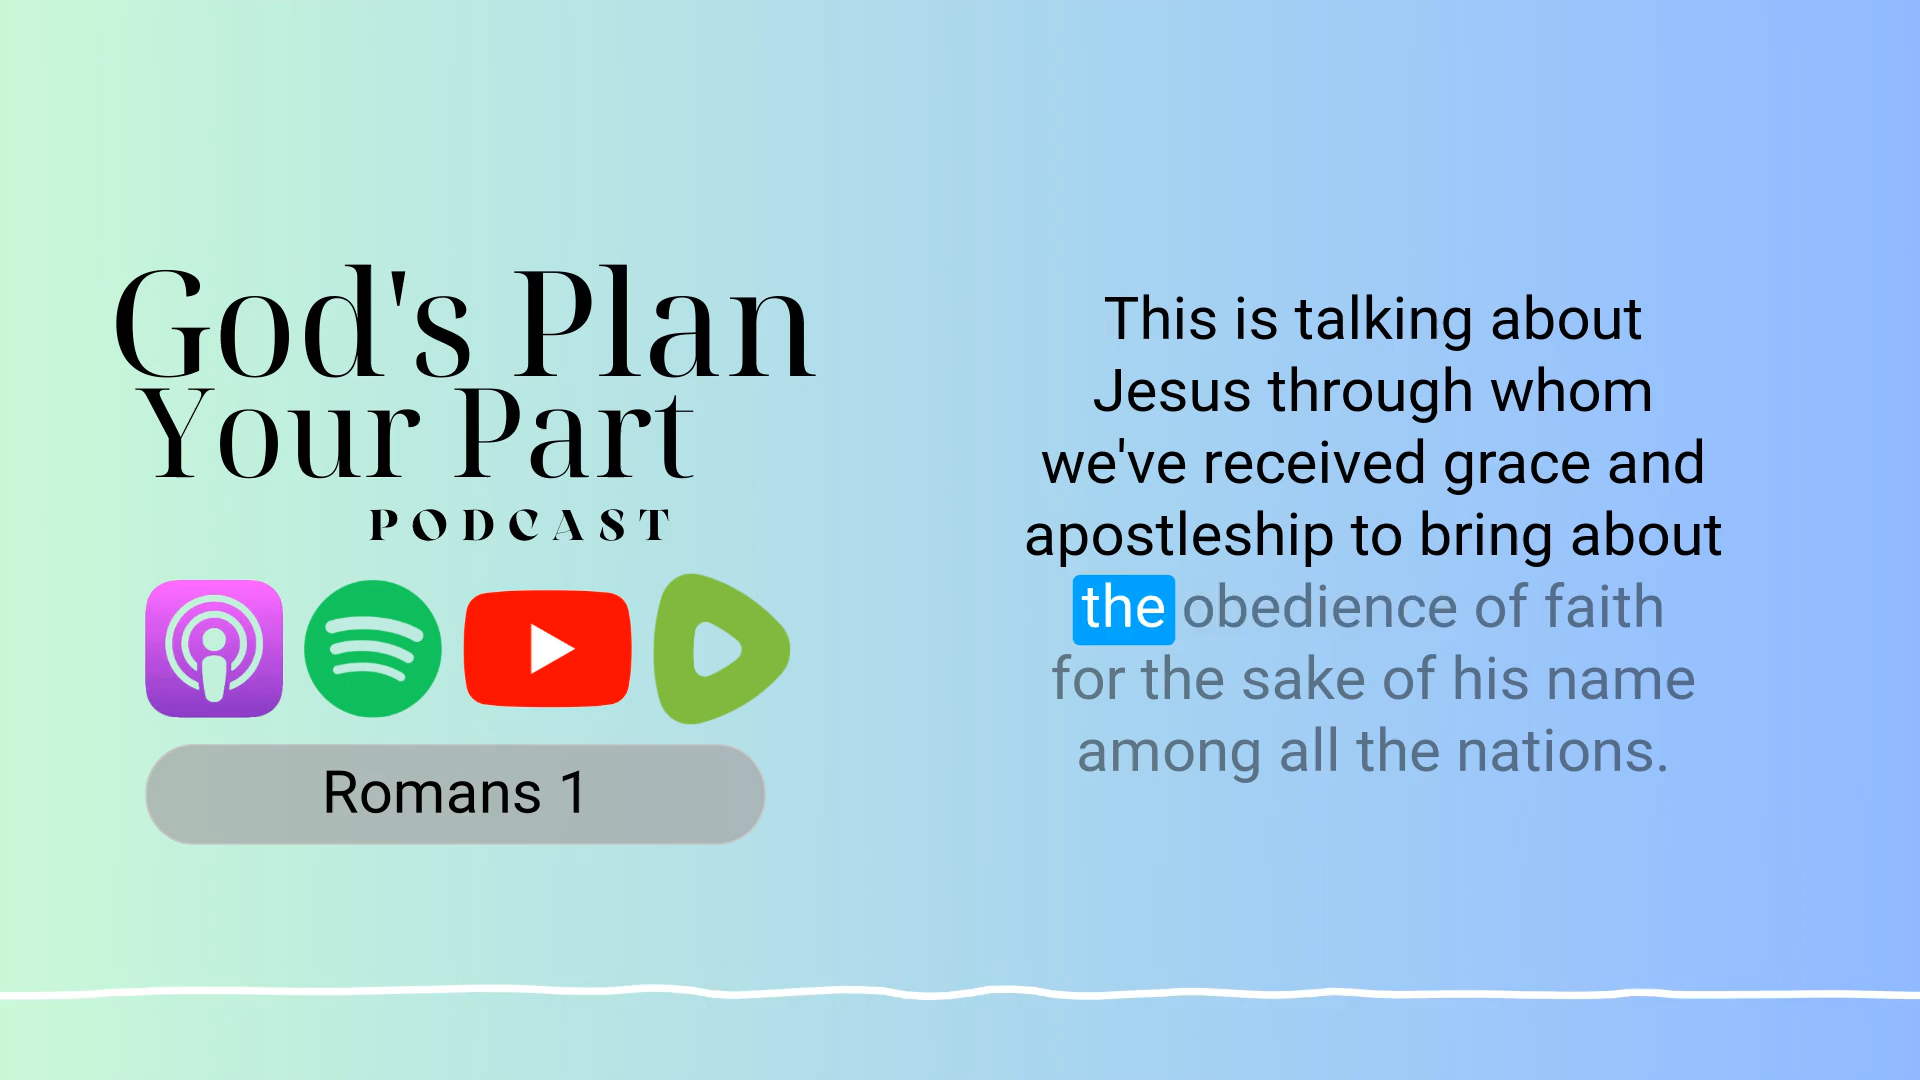 God's Plan
Your Part
PODCAST
Romans 1
This is talking about
Jesus through whom
we've received grace and
apostleship to bring about
the obedience of faith
for the sake of his name
among all the nations.